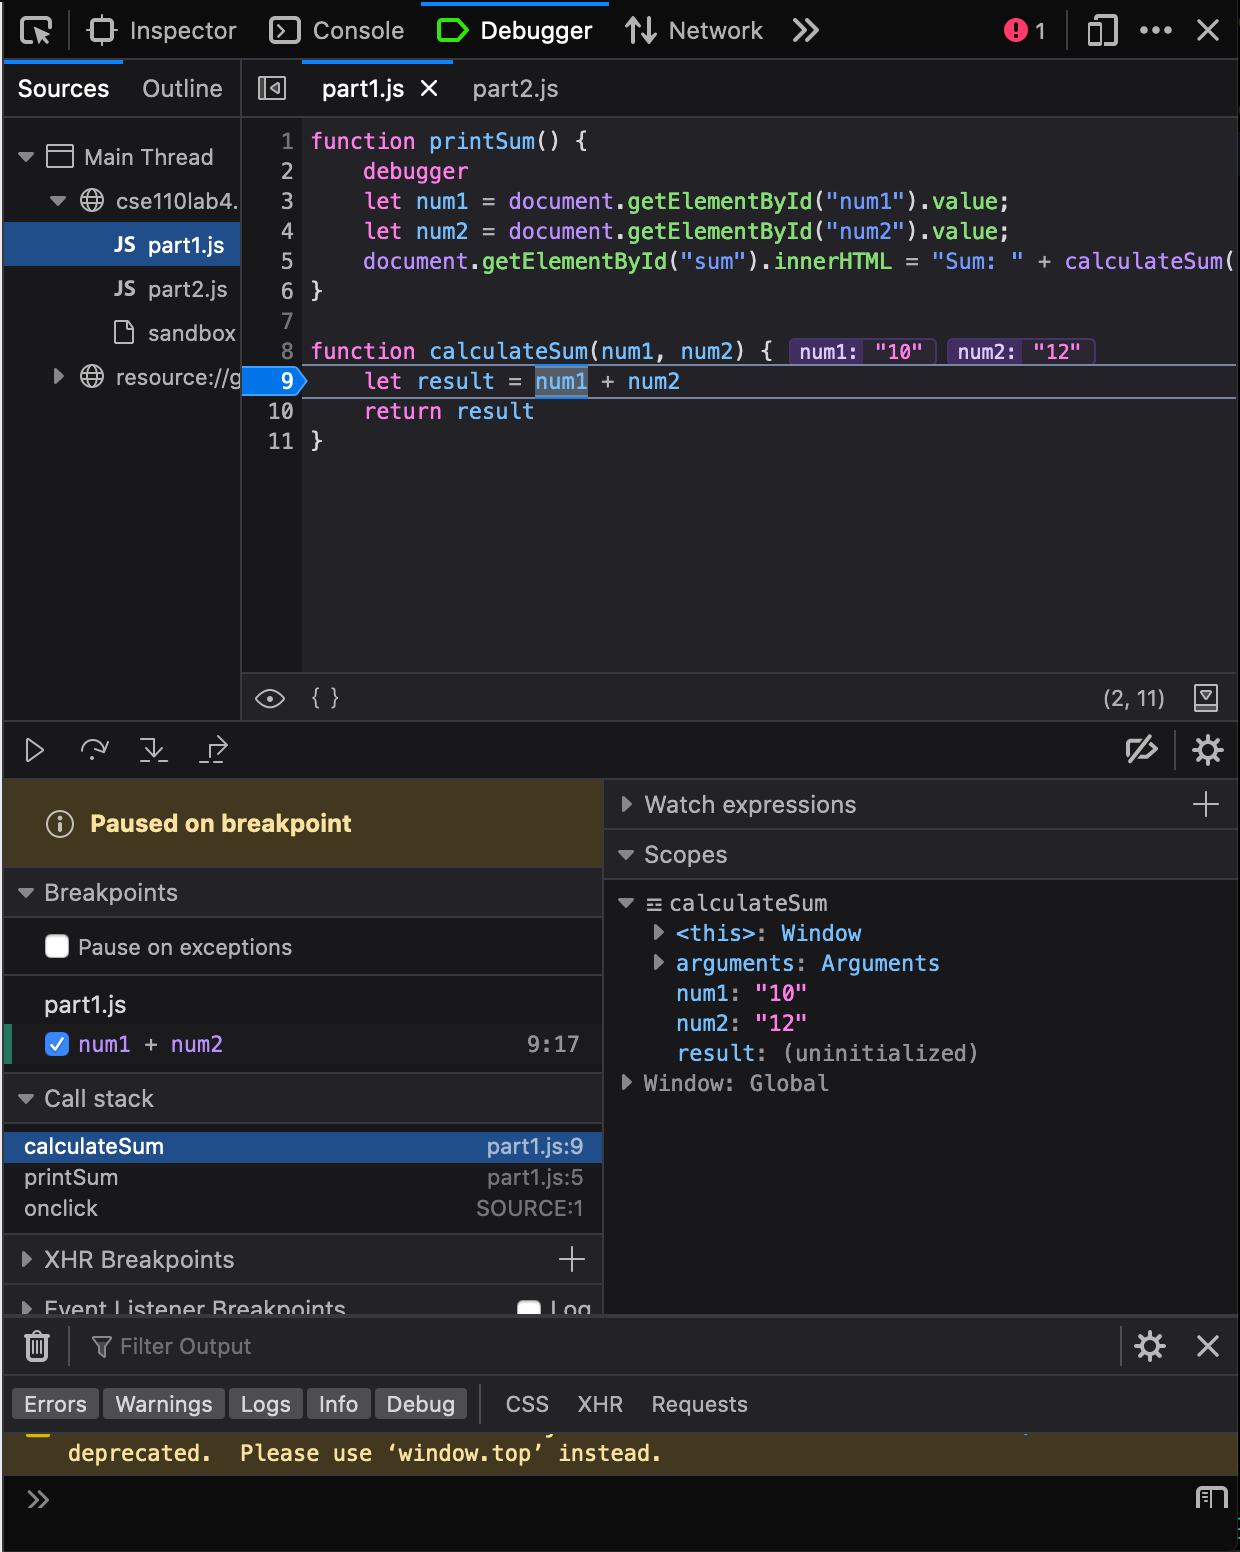 Inspector Console Debugger Network 1
Sources Outline part1.js part2.js
Main Thread
cse110lab4.
JS part1.js
JS part2.js
sandbox
resource://g
1 function printSum() {
2 debugger
3 let num1 = document.getElementById("num1").value;
4 let num2 = document.getElementById("num2").value;
5 document.getElementById("sum").innerHTML = "Sum: " + calculateSum(
6 }
7
8 function calculateSum(num1, num2) { num1: "10" num2: "12"
9 let result = num1 + num2
10 return result
11 }
{ } (2, 11)
Paused on breakpoint
Breakpoints
Pause on exceptions
part1.js
num1 + num2 9:17
Call stack
calculateSum part1.js:9
printSum part1.js:5
onclick SOURCE:1
XHR Breakpoints
Event Listener Breakpoints Log
Watch expressions
Scopes
calculateSum
<this>: Window
arguments: Arguments
num1: "10"
num2: "12"
result: (uninitialized)
Window: Global
Filter Output
Errors Warnings Logs Info Debug CSS XHR Requests
deprecated. Please use ‘window.top’ instead.